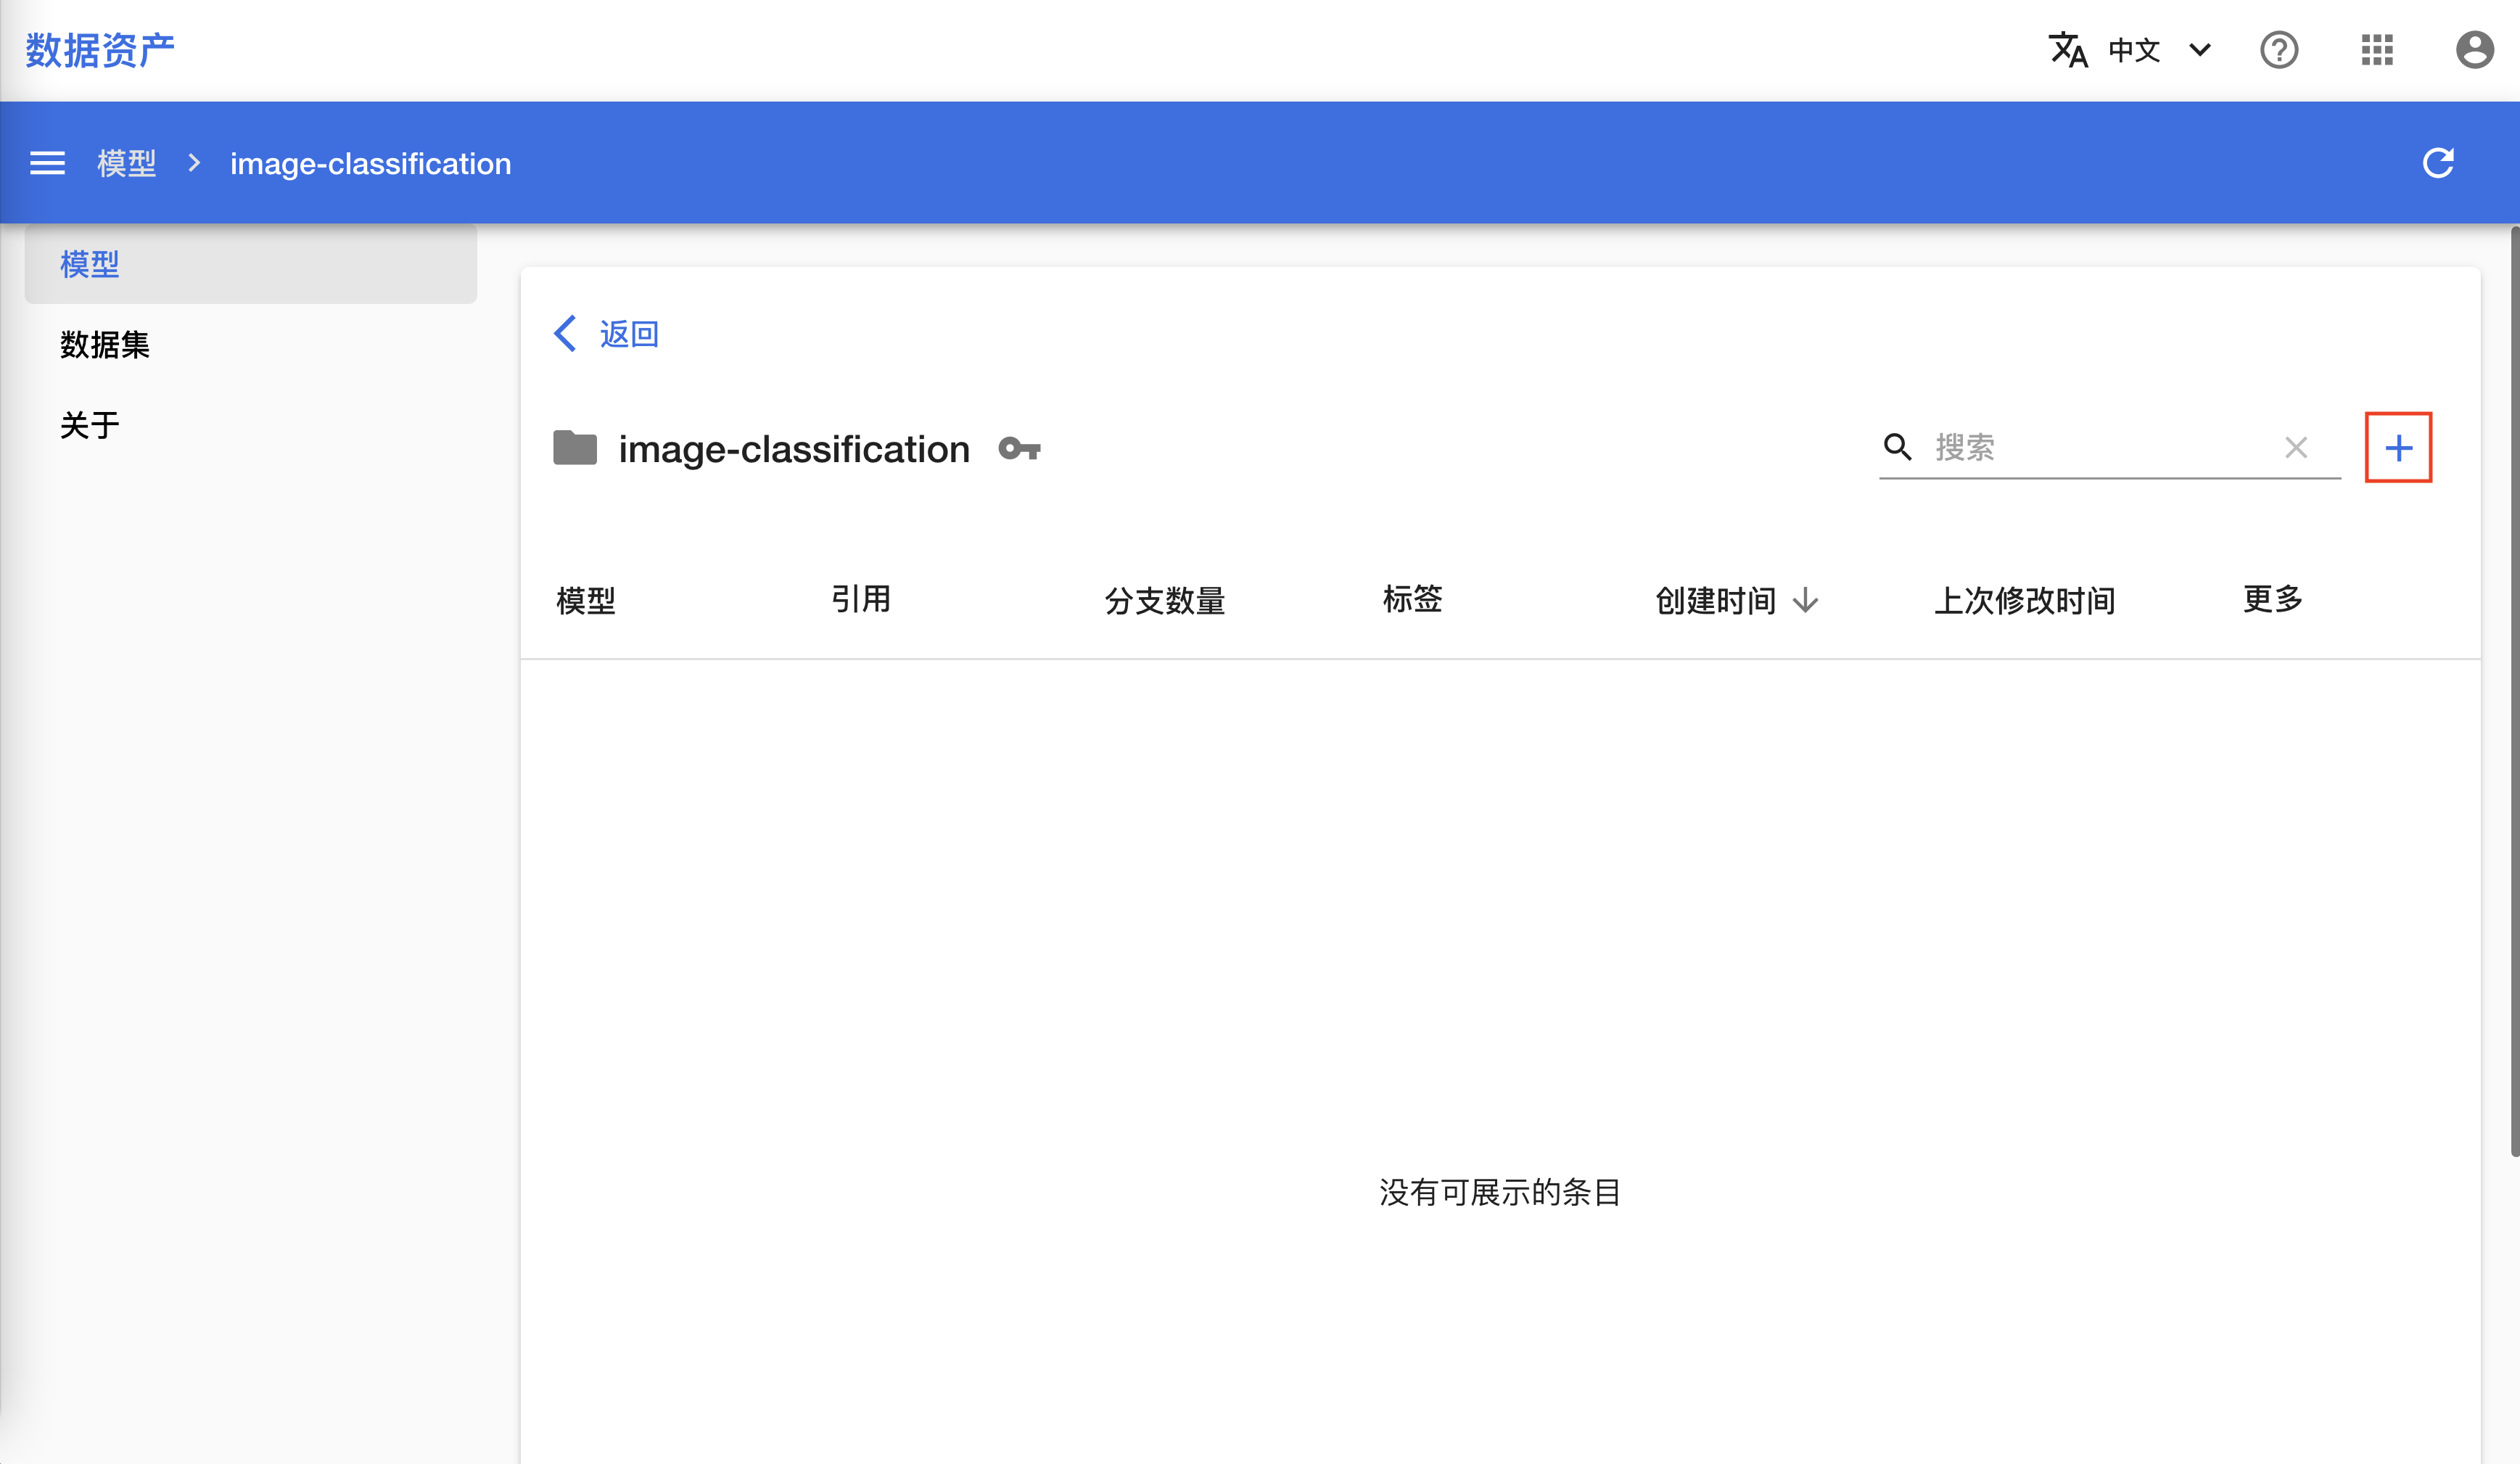 数据资产
中文
模型 > image-classification
模型
数据集
关于
返回
image-classification
搜索
模型 引用 分支数量 标签 创建时间 上次修改时间 更多
没有可展示的条目